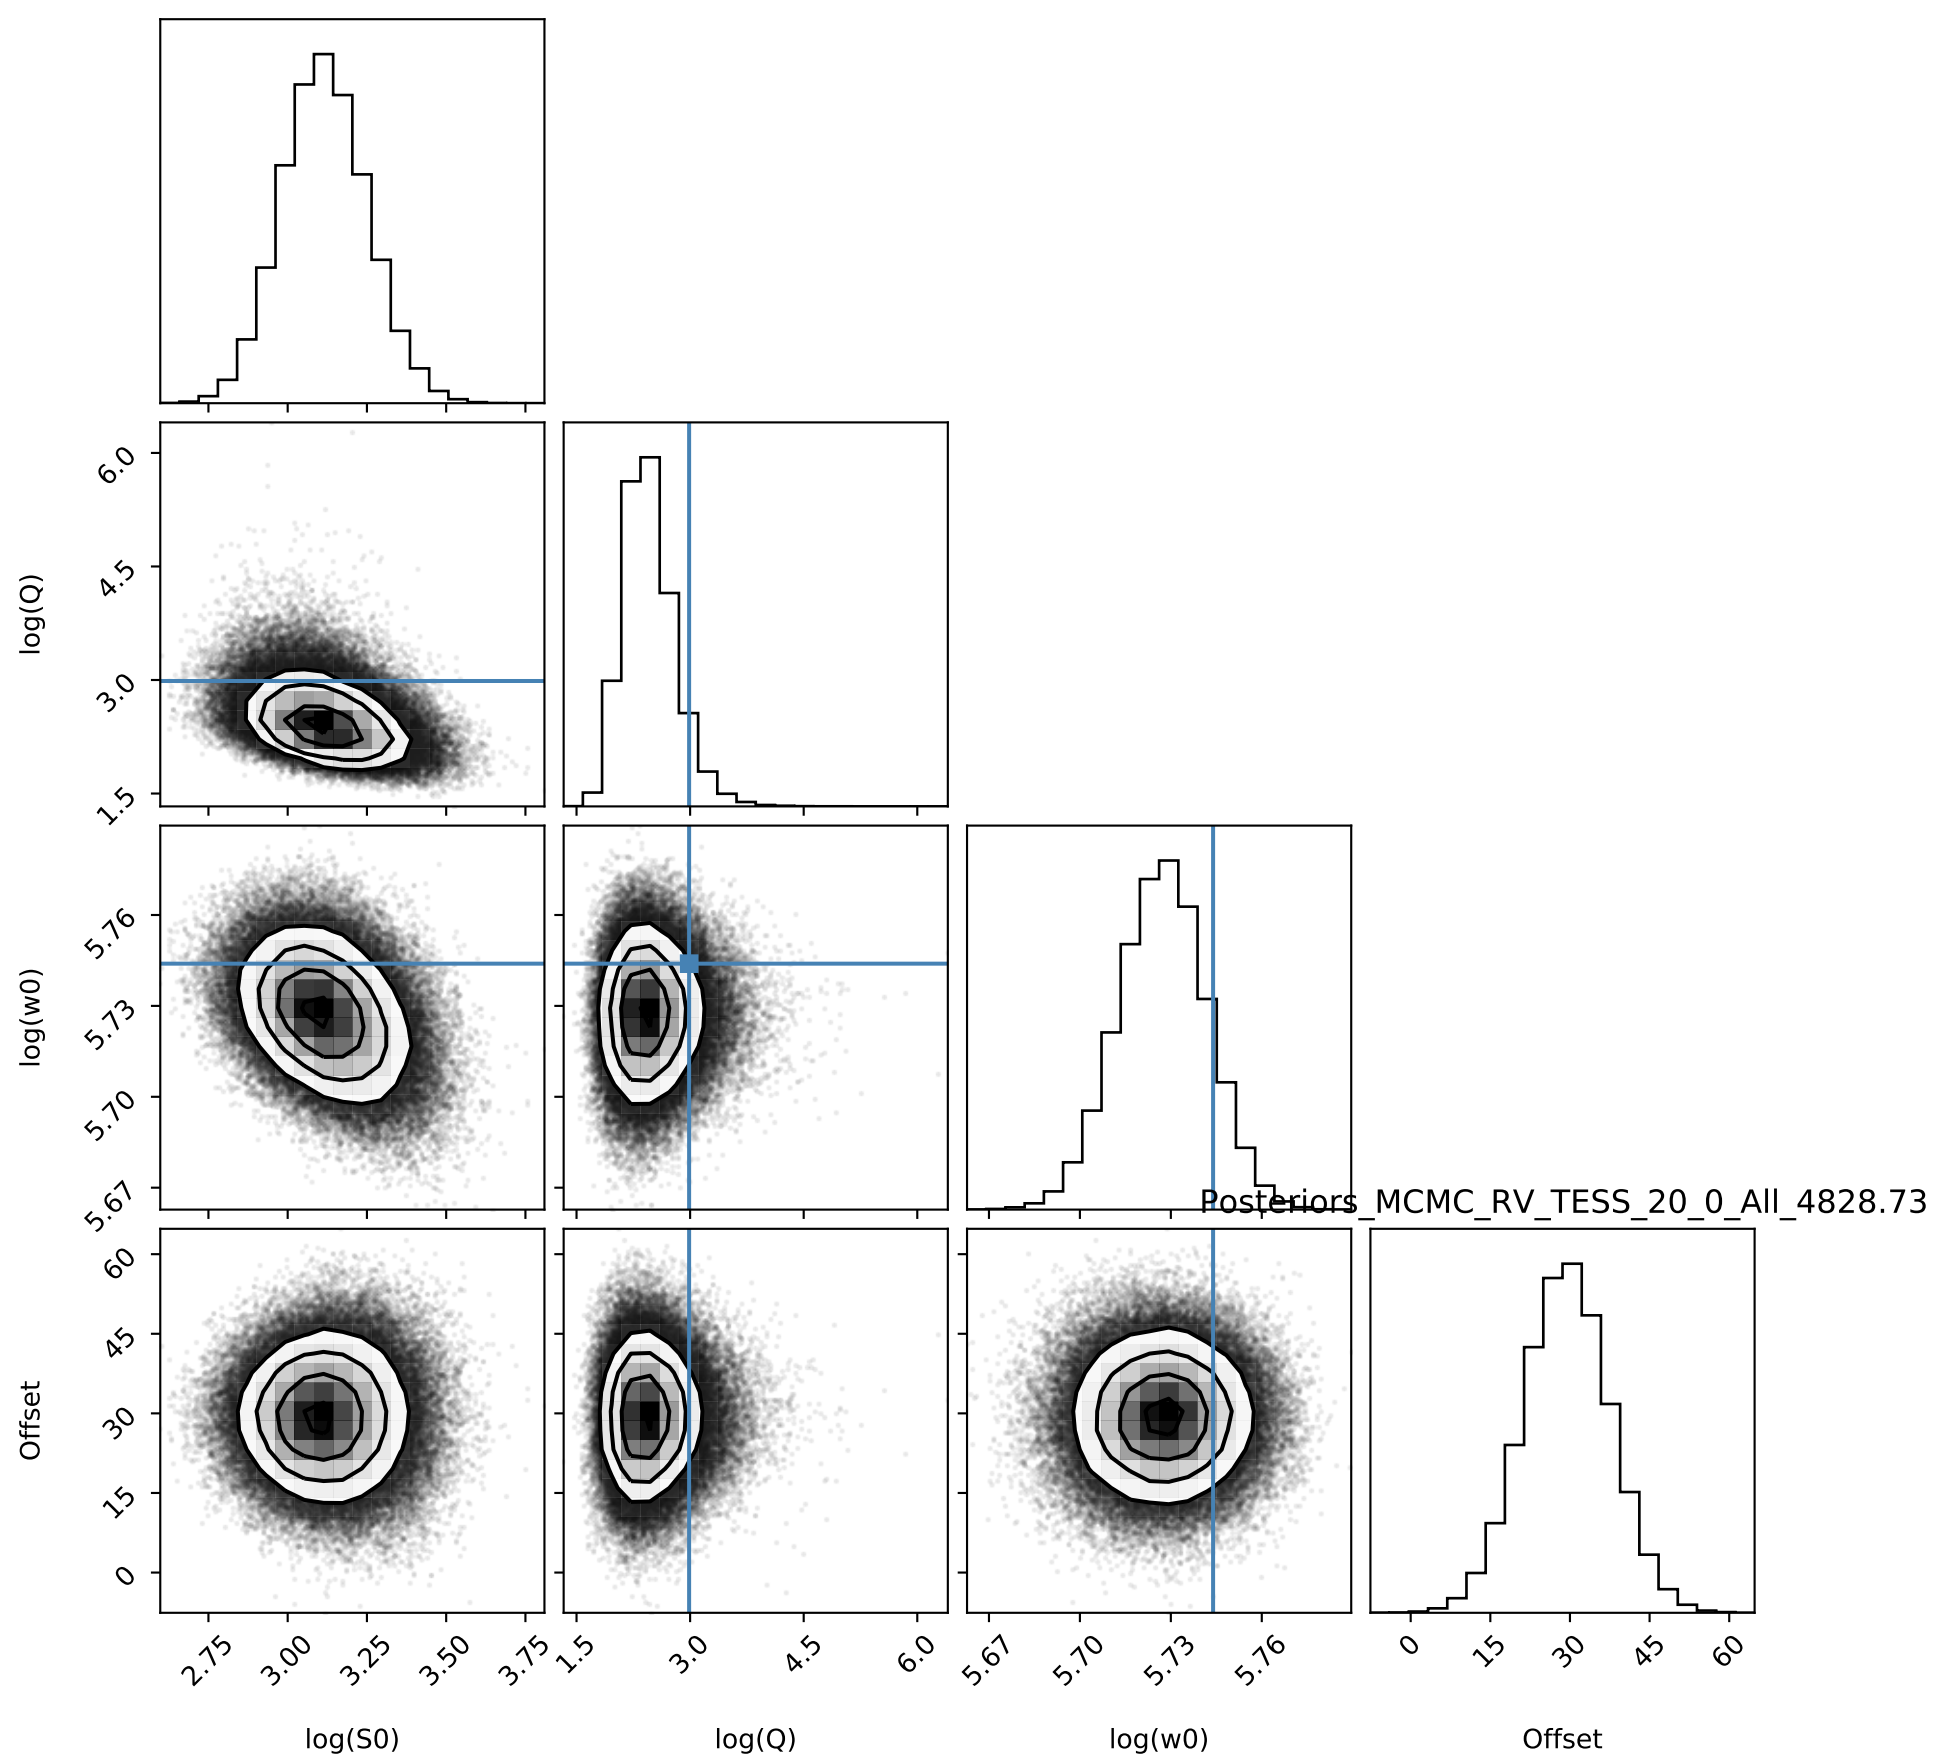 6.0
4.5
3.0
1.5
log(Q)
5.76
5.73
5.70
5.67
log(w0)
Posteriors_MCMC_RV_TESS_20_0_All_4828.73
60
45
30
15
0
Offset
2.75 3.00 3.25 3.50 3.75 1.5 3.0 4.5 6.0 5.67 5.70 5.73 5.76 0 15 30 45 60
log(S0) log(Q) log(w0) Offset